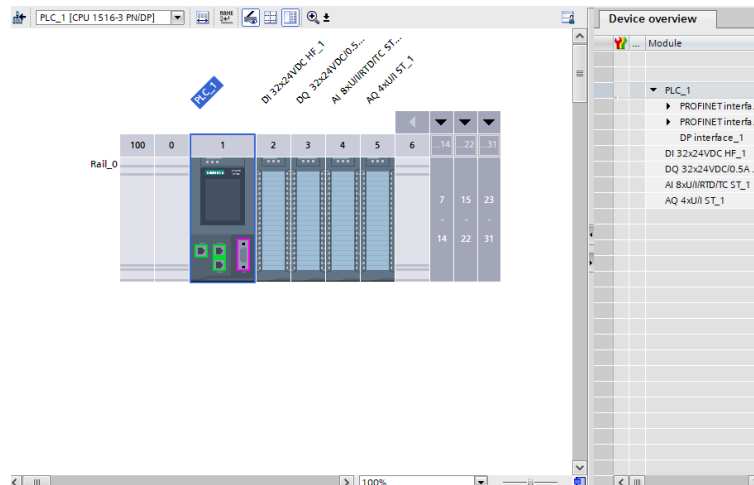 PLC_1 [CPU 1516-3 PN/DP]
Device overview
... Module
PLC_1
DI 32x24VDC HF_1
DQ 32x24VDC/0.5...
AI 8xU/I/RTD/TC ST...
AQ 4xU/I ST_1
100 0 1 2 3 4 5 6 ...14 ...22 ...31
Rail_0
SIEMENS
7 15 23
- - -
14 22 31
PLC_1
PROFINET interfa...
PROFINET interfa...
DP interface_1
DI 32x24VDC HF_1
DQ 32x24VDC/0.5A ...
AI 8xU/I/RTD/TC ST_1
AQ 4xU/I ST_1
100%